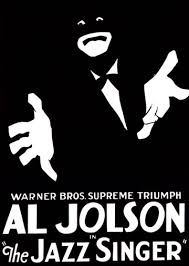 WARNER BROS. SUPREME TRIUMPH
AL JOLSON
IN
"the JAZZ SINGER"